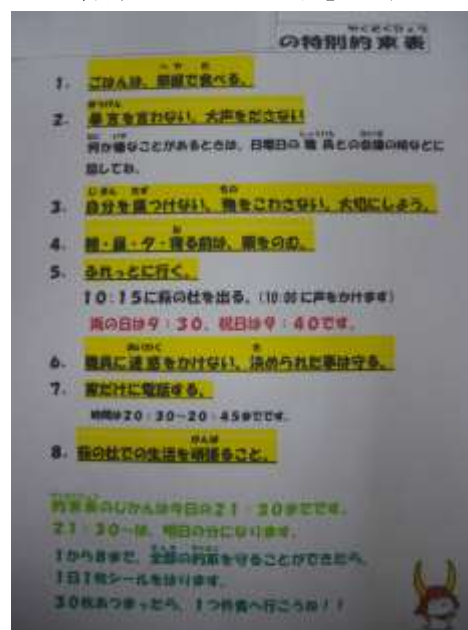 の特別約束表
やくそくひょう
1. ごはんは、部屋で食べる。
2. 暴言を言わない、大声をださない
何か嫌なことがあるときは、日曜日の職員との会議の時などに
話してね。
3. 自分を傷つけない、物をこわさない、大切にしよう。
4. 朝・昼・夕・寝る前は、薬をのむ。
5. ふれっとに行く。
10:15に萩の杜を出る。(10:00に声をかけます)
雨の日は9:30、祝日は9:40です。
6. 職員に迷惑をかけない、決められた事は守る。
7. 家だけに電話する。
時間は20:30~20:45までです。
8. 萩の杜での生活を頑張ること。
約束表のじかんは今日の21:30までです。
21:30~は、明日の分になります。
1から8まで、全部の約束を守ることができたら、
1日1枚シールをはります。
30枚あつまったら、1つ外食へ行こうね!!